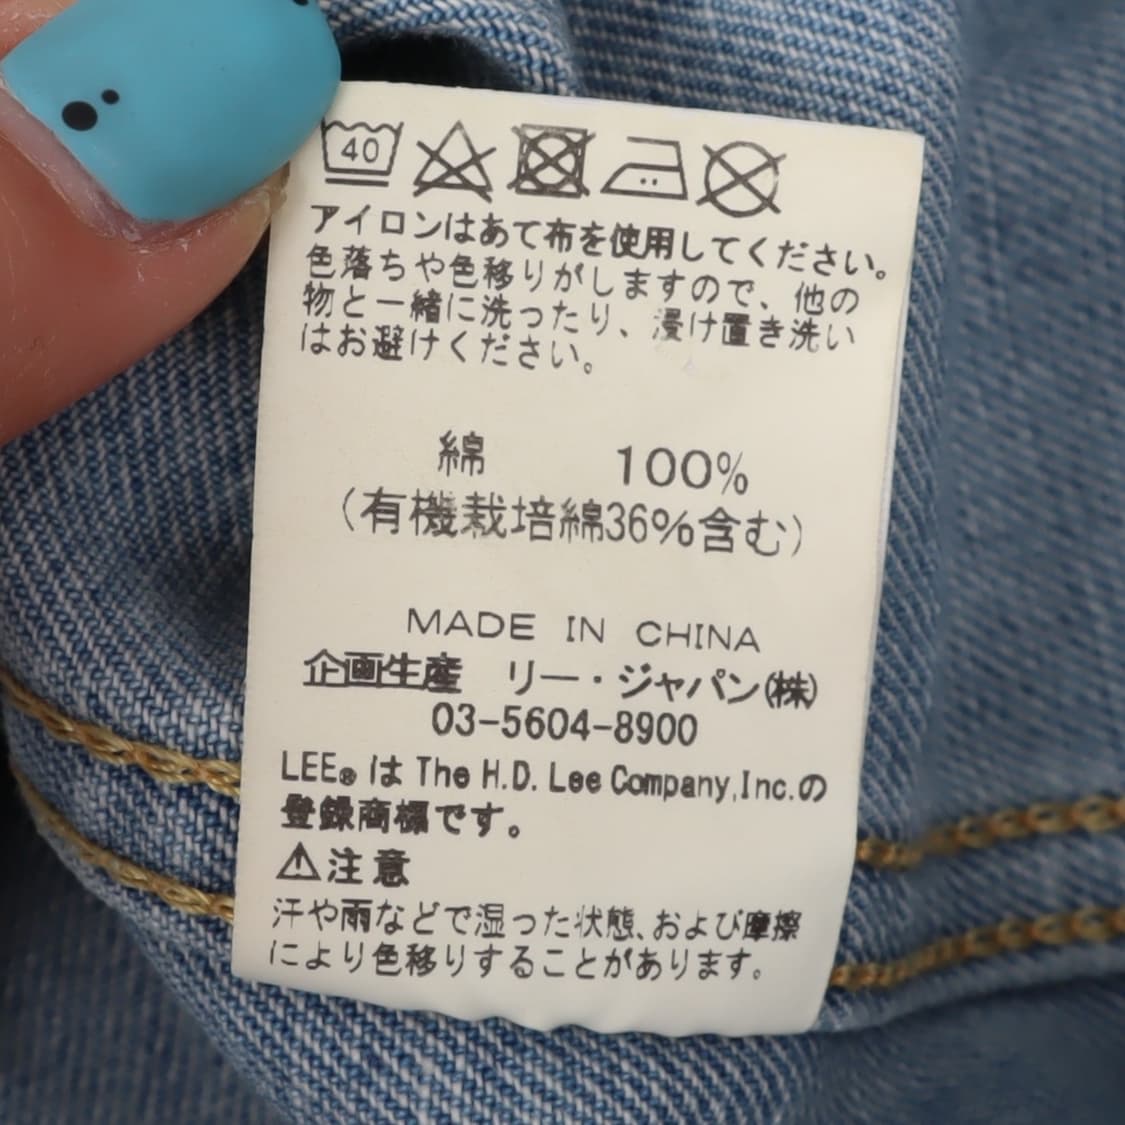 40
アイロンはあて布を使用してください。
色落ちや色移りがしますので、他の
物と一緒に洗ったり、浸け置き洗い
はお避けください。
綿 100%
(有機栽培綿36%含む)
MADE IN CHINA
企画生産 リー・ジャパン(株)
03-5604-8900
LEE®は The H.D. Lee Company,Inc.の
登録商標です。
⚠注意
汗や雨などで湿った状態、および摩擦
により色移りすることがあります。